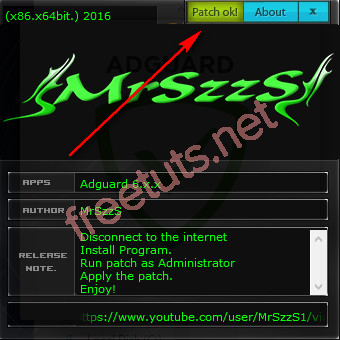 (x86.x64bit.) 2016
Patch ok!
About
x
ADGUARD
MrSzzS
freetuts.net
APPS
Adguard 6.x.x
AUTHOR
MrSzzS
RELEASE NOTE.
Disconnect to the internet
Install Program.
Run patch as Administrator
Apply the patch.
Enjoy!
ttps://www.youtube.com/user/MrSzzS1/vi